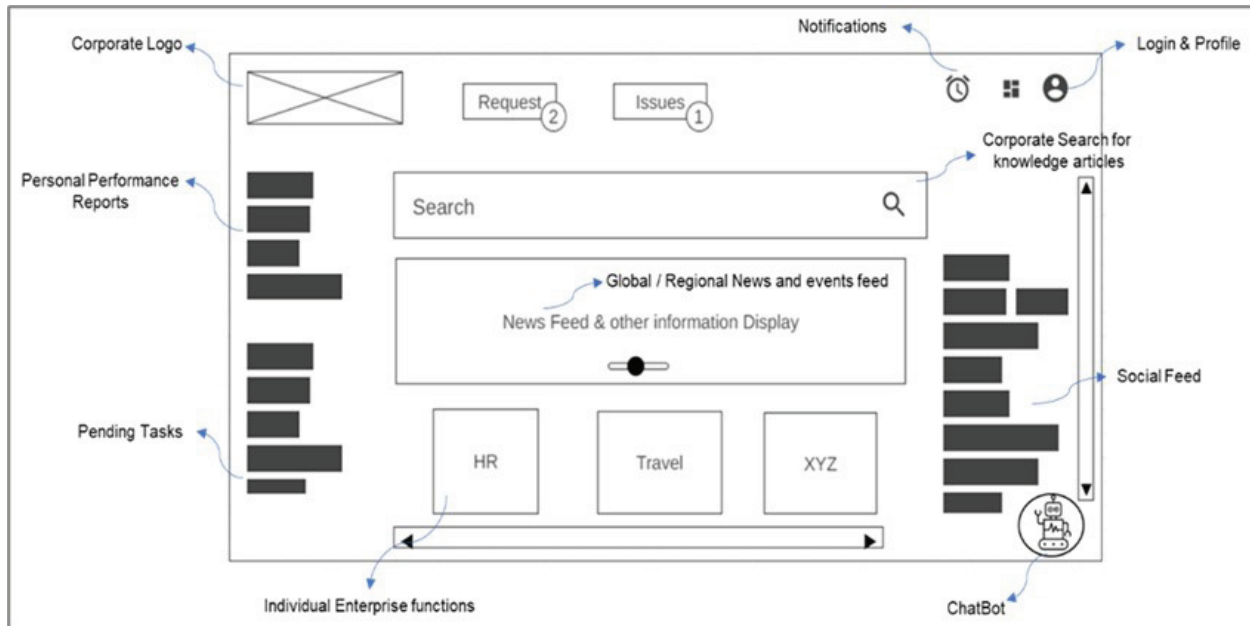 Notifications
Corporate Logo
Login & Profile
Request
2
Issues
1
Corporate Search for
knowledge articles
Personal Performance
Reports
Search
Global / Regional News and events feed
News Feed & other information Display
Social Feed
Pending Tasks
HR
Travel
XYZ
Individual Enterprise functions
ChatBot